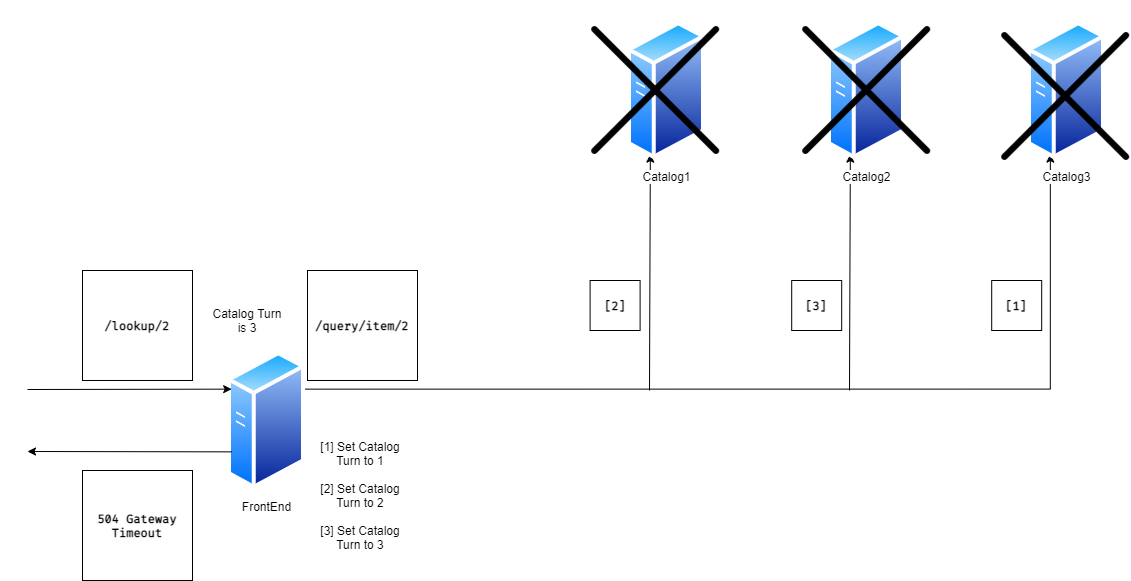 Catalog1
Catalog2
Catalog3
/lookup/2
Catalog Turn
is 3
/query/item/2
[2]
[3]
[1]
[1] Set Catalog
Turn to 1
[2] Set Catalog
Turn to 2
[3] Set Catalog
Turn to 3
FrontEnd
504 Gateway
Timeout